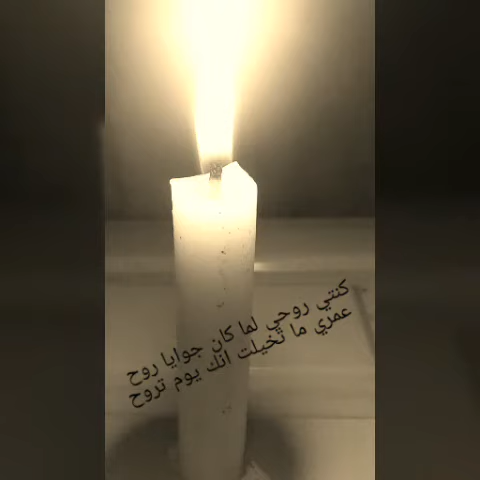 كنتي روحي لما كان جوايا روح
عمري ما تخيلت انك يوم تروح